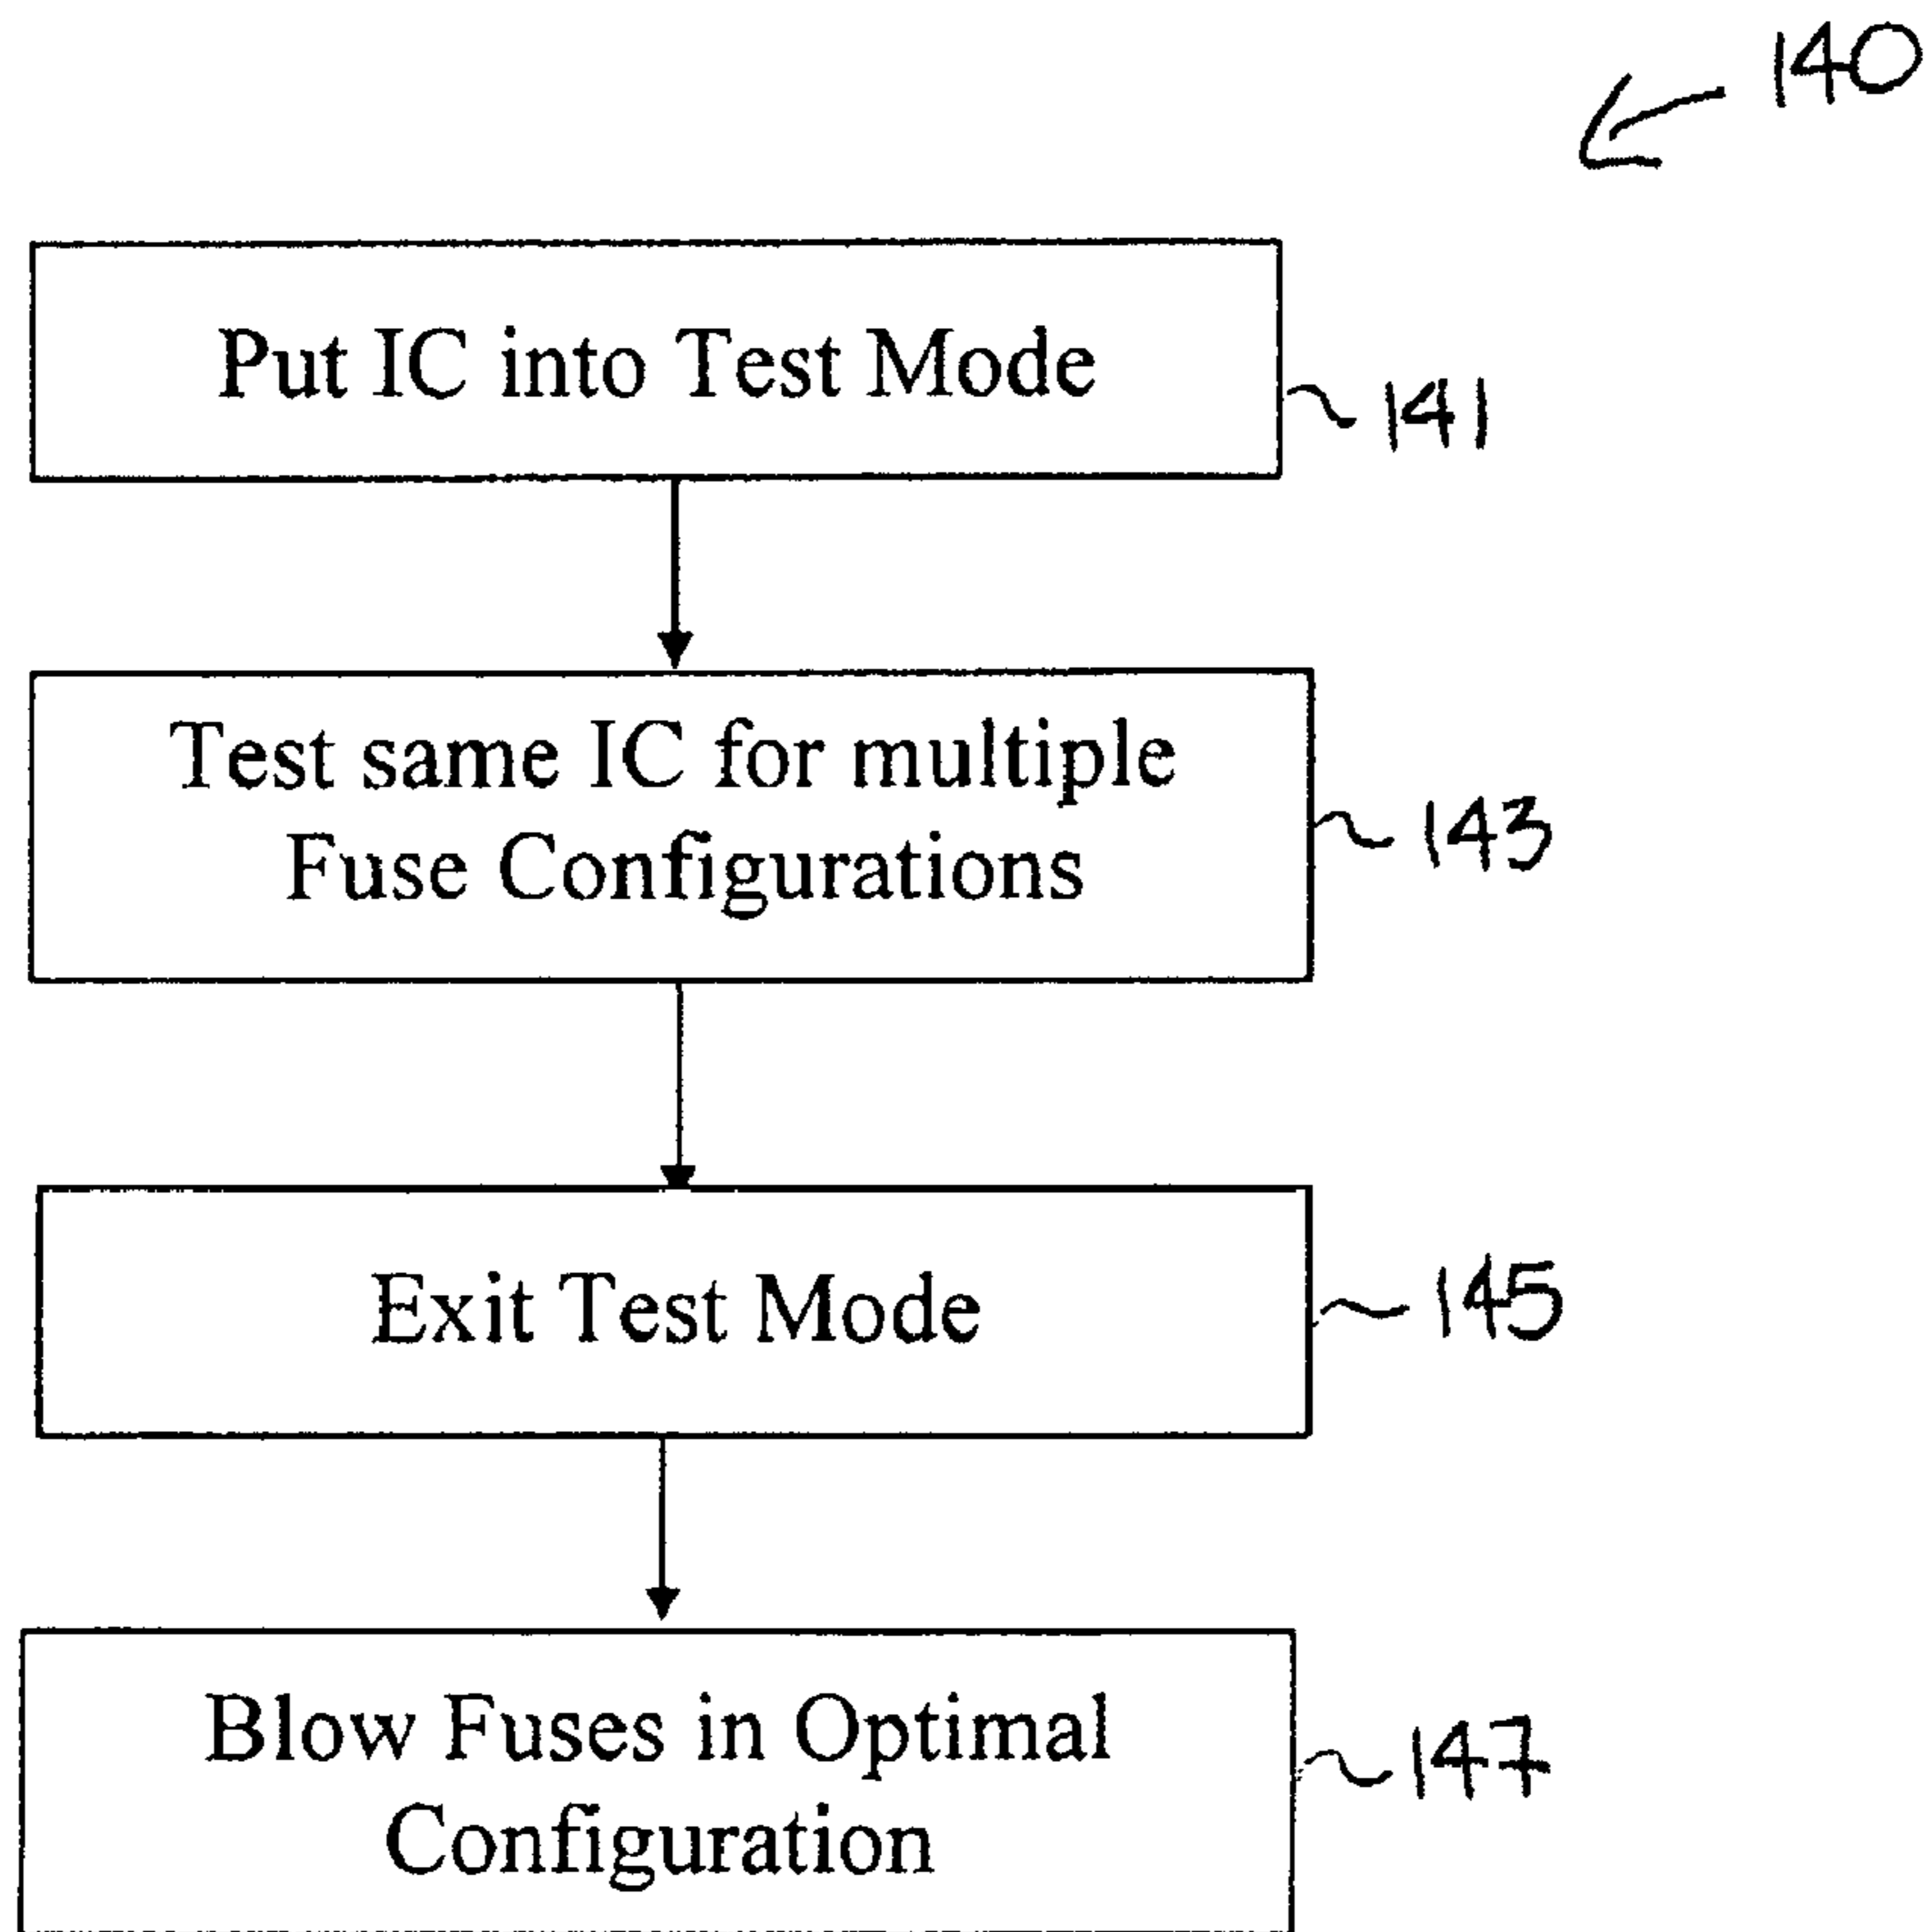 140
Put IC into Test Mode
141
Test same IC for multiple
Fuse Configurations
143
Exit Test Mode
145
Blow Fuses in Optimal
Configuration
147